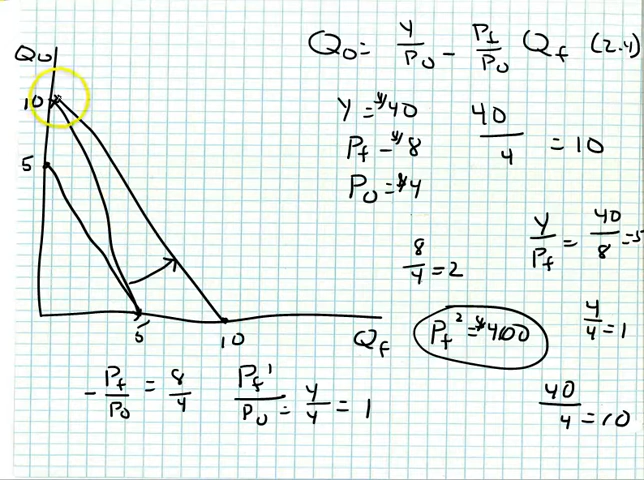 Qo = Y/Po - Pf/Po Qf (2.4)
Qo
10
5
5
10
Qf
Y = $40
Pf - $8
Po = $4
40/4 = 10
8/4 = 2
Y/Pf = 40/8 = 5
Pf² = $400
4/4 = 1
40/4 = 10
- Pf/Po = 8/4
Pf'/Po = 4/4 = 1